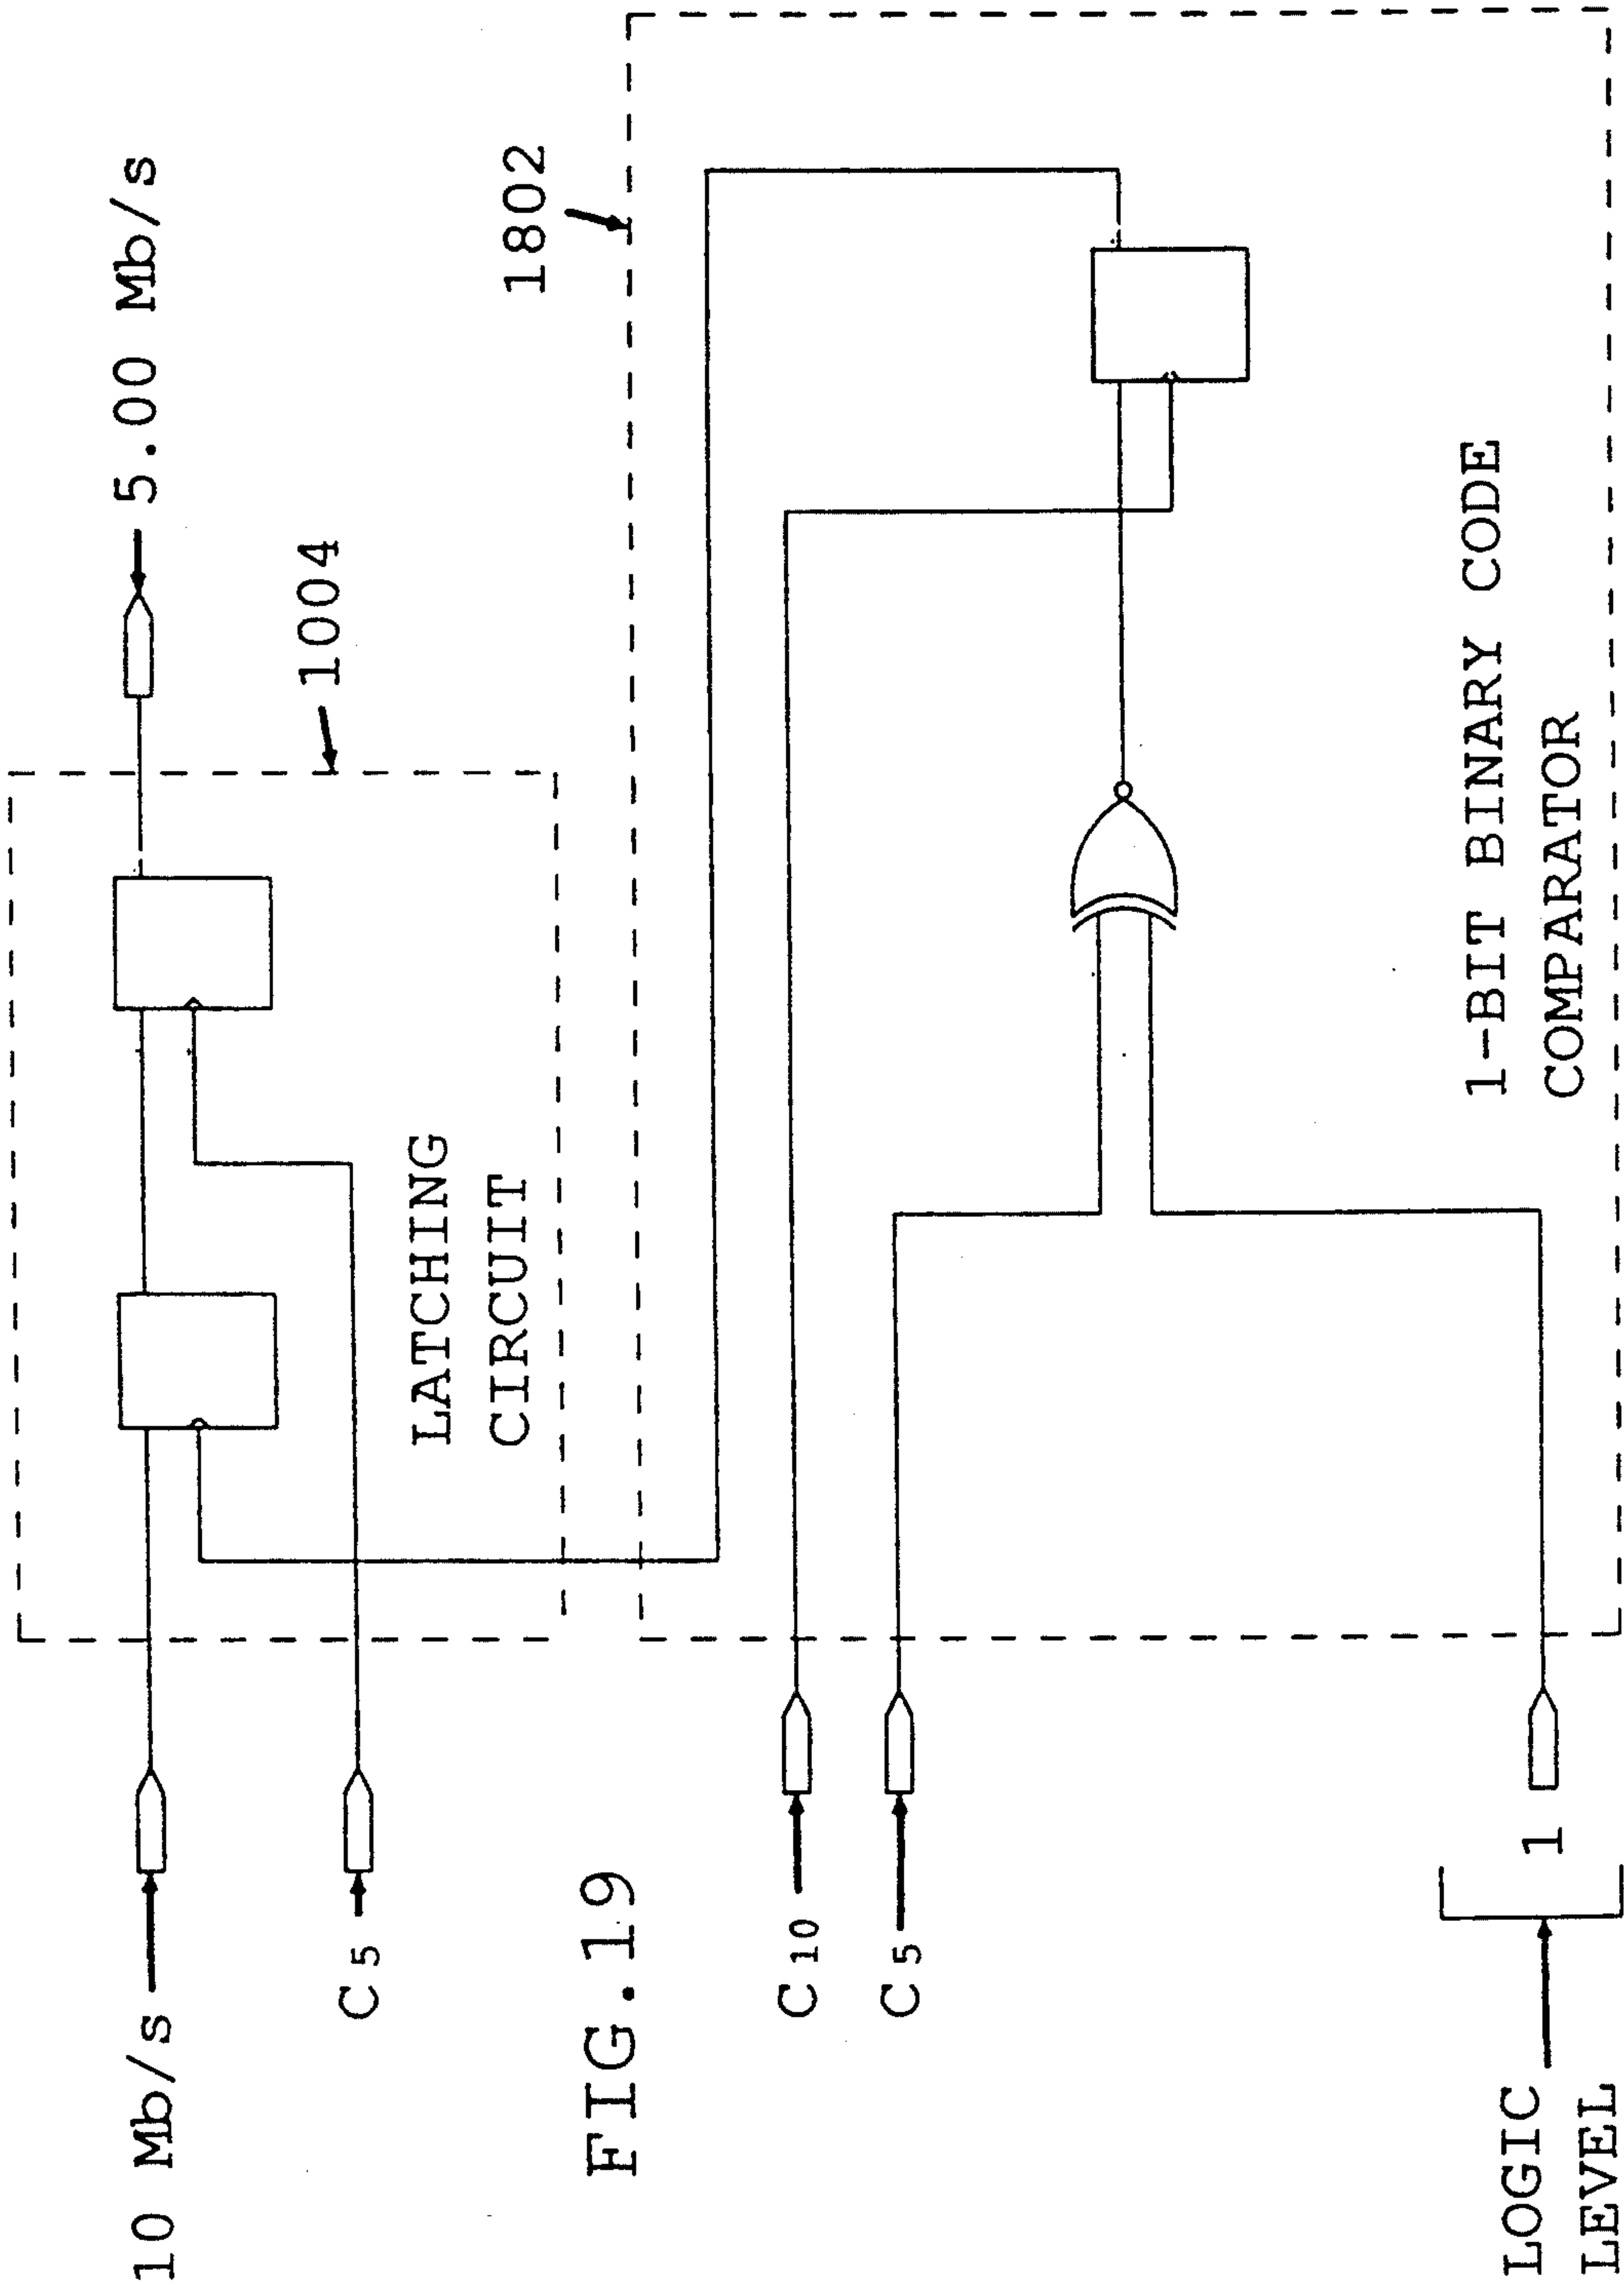 10 Mb/s
5.00 Mb/s
C5
1004
LATCHING
CIRCUIT
FIG.19
1802
C10
C5
1-BIT BINARY CODE
COMPARATOR
LOGIC
LEVEL
1